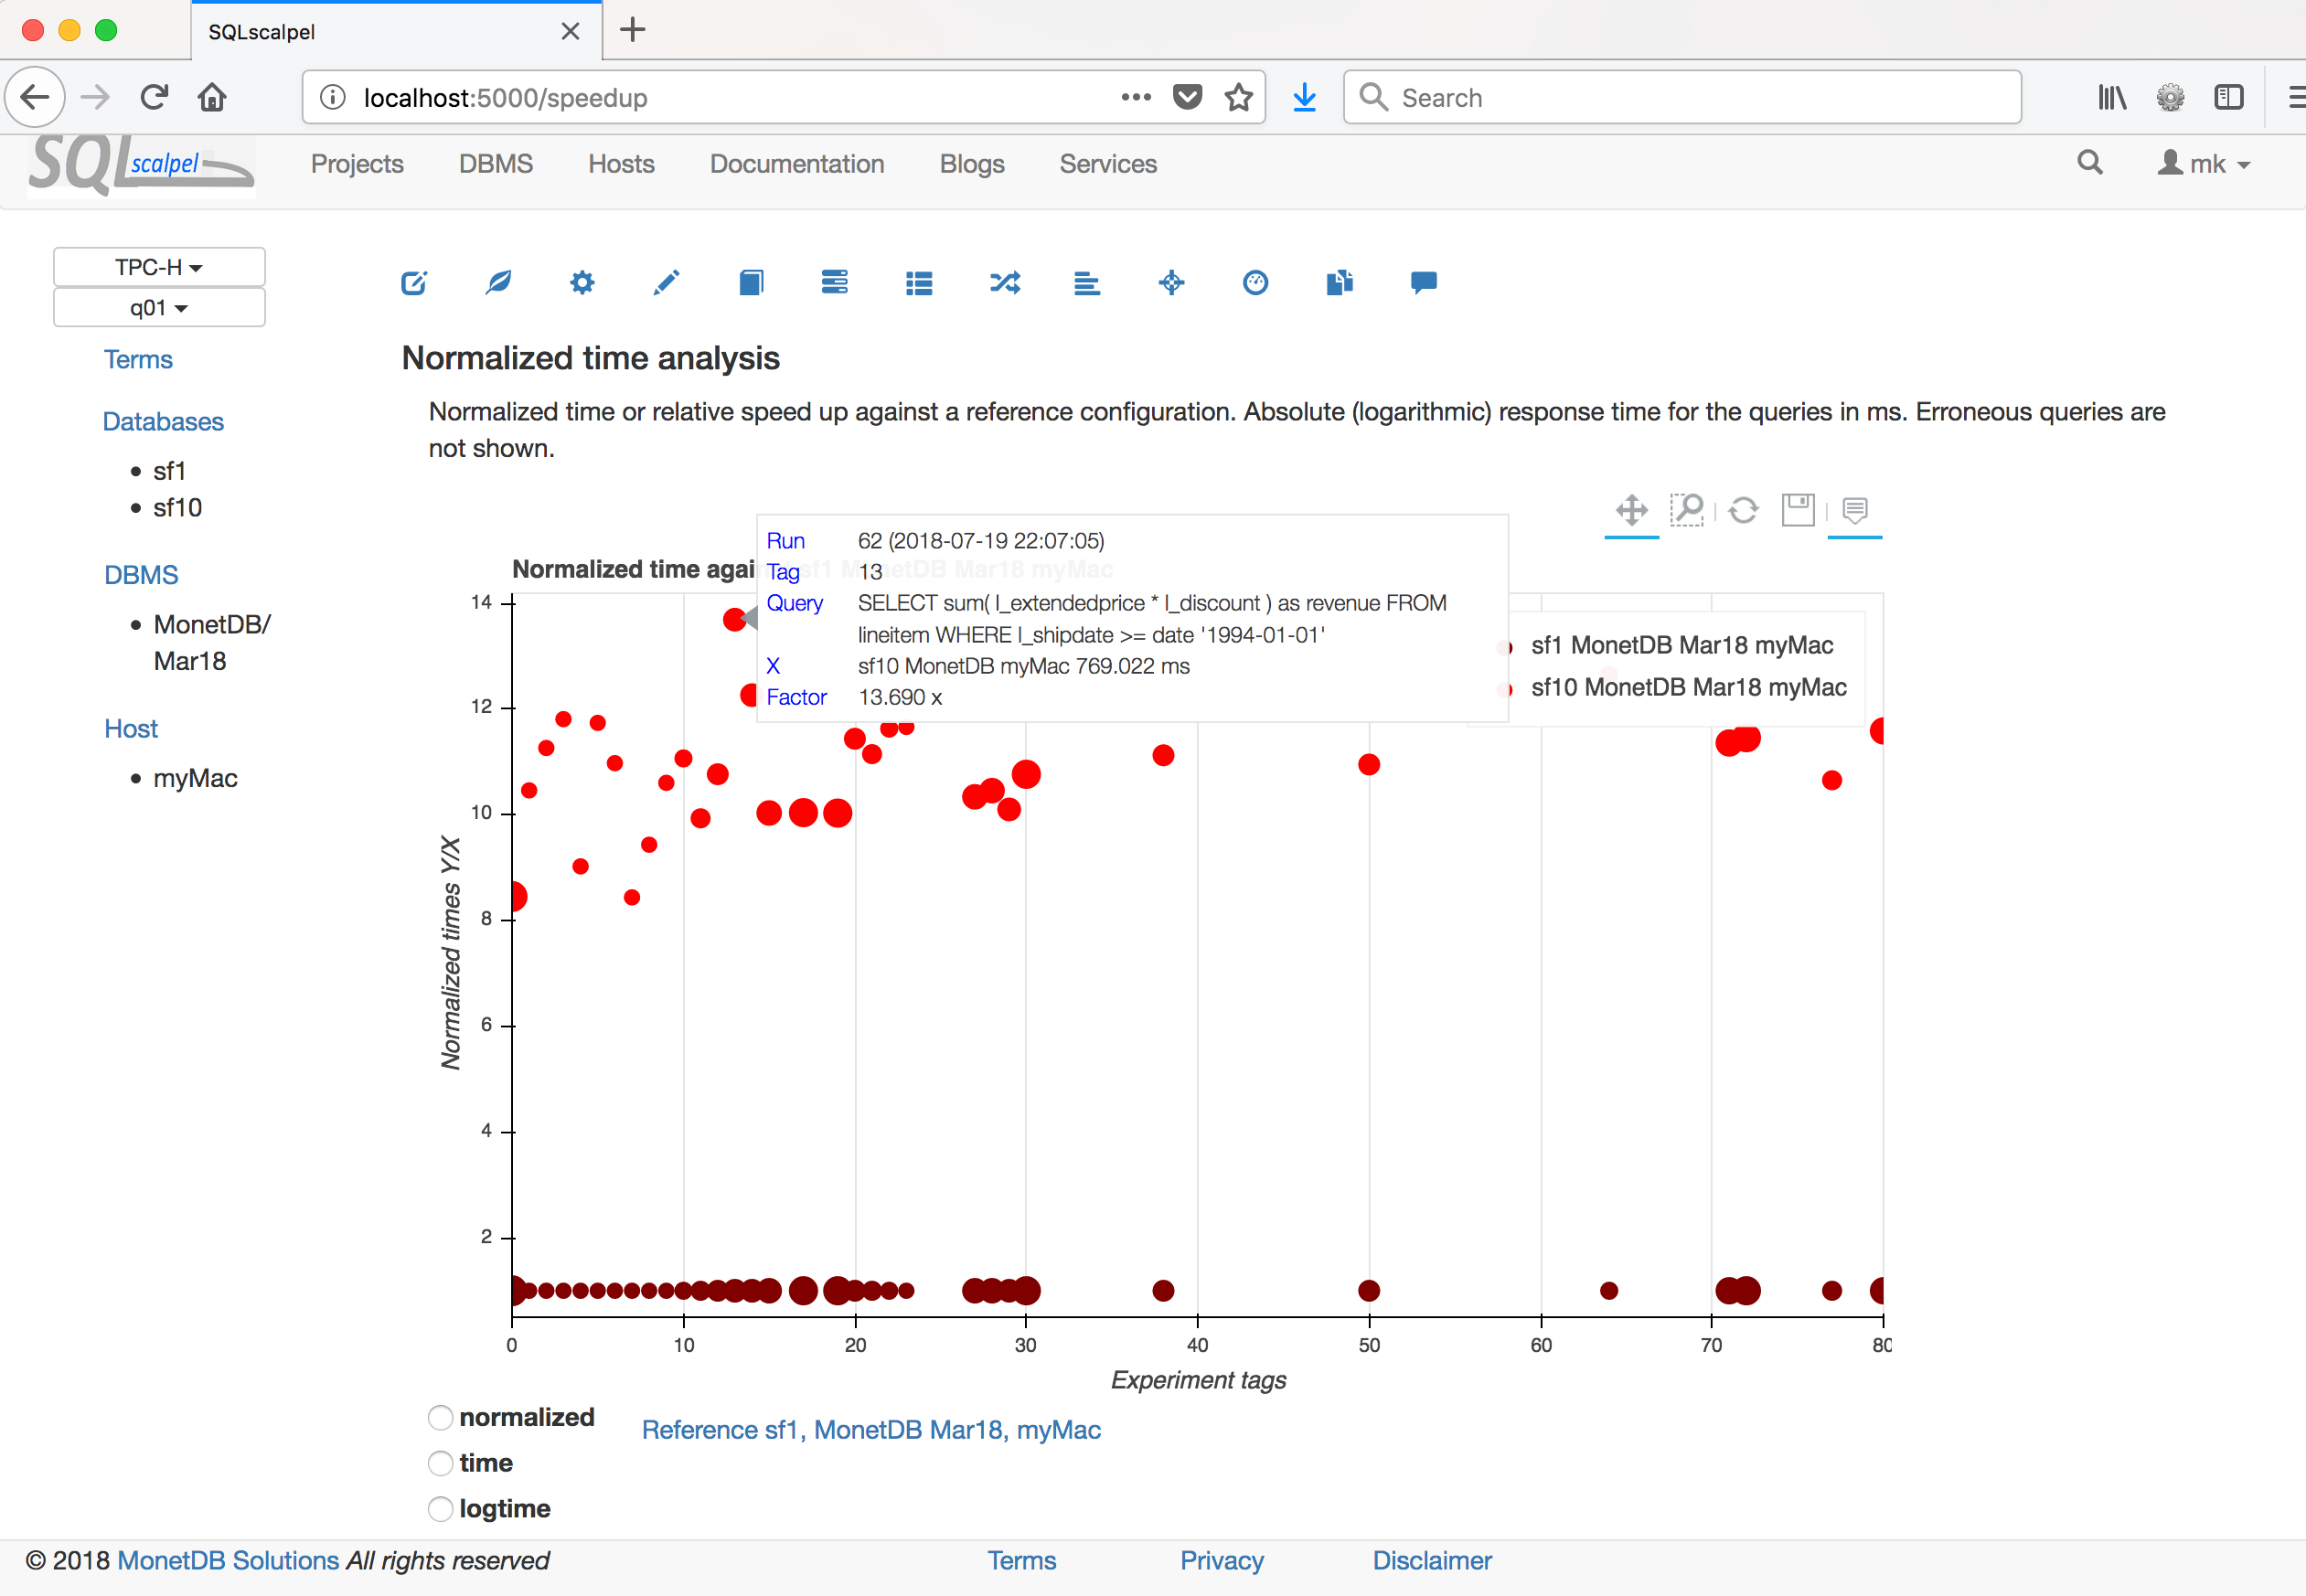 SQLscalpel
localhost:5000/speedup
Search
SQL scalpel
Projects
DBMS
Hosts
Documentation
Blogs
Services
mk
TPC-H
q01
Terms
Databases
sf1
sf10
DBMS
MonetDB/
Mar18
Host
myMac
Normalized time analysis
Normalized time or relative speed up against a reference configuration. Absolute (logarithmic) response time for the queries in ms. Erroneous queries are
not shown.
Normalized time agai sf1 MonetDB Mar18 myMac
Run 62 (2018-07-19 22:07:05)
Tag 13
Query SELECT sum( l_extendedprice * l_discount ) as revenue FROM
lineitem WHERE l_shipdate >= date '1994-01-01'
X sf10 MonetDB myMac 769.022 ms
Factor 13.690 x
sf1 MonetDB Mar18 myMac
sf10 MonetDB Mar18 myMac
14
12
10
8
6
4
2
Normalized times Y/X
0 10 20 30 40 50 60 70 80
Experiment tags
normalized
time
logtime
Reference sf1, MonetDB Mar18, myMac
© 2018 MonetDB Solutions All rights reserved
Terms
Privacy
Disclaimer